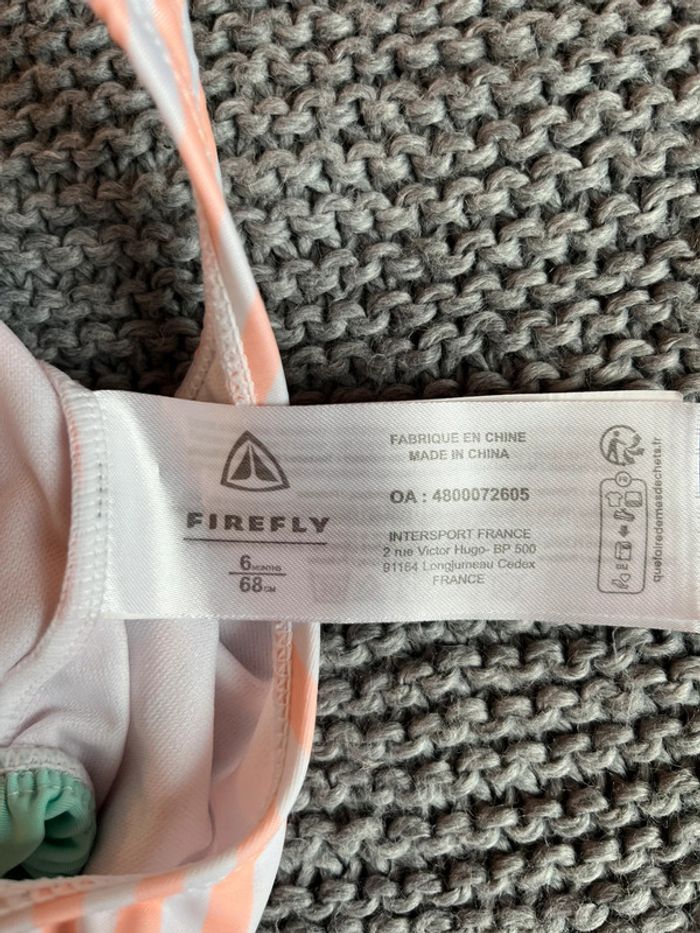 FIREFLY
6 MONTHS
68 CM
FABRIQUE EN CHINE
MADE IN CHINA
OA : 4800072605
INTERSPORT FRANCE
2 rue Victor Hugo- BP 500
91164 Longjumeau Cedex
FRANCE
FR
quefairedemesdechets.fr